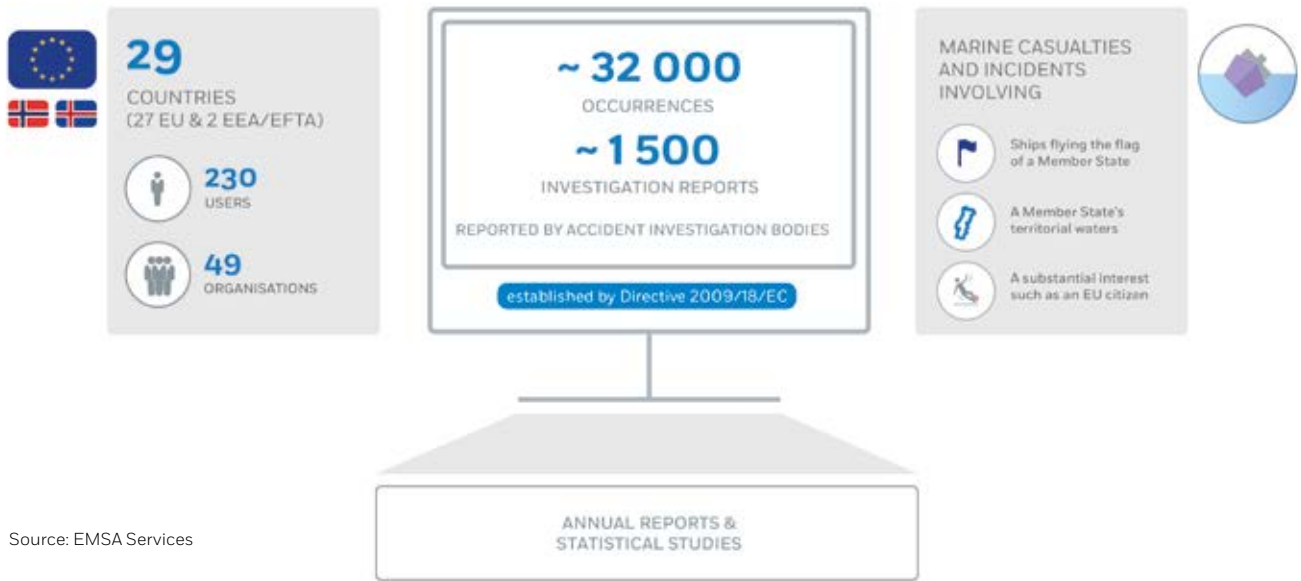 29
COUNTRIES
(27 EU & 2 EEA/EFTA)
230
USERS
49
ORGANISATIONS
~ 32 000
OCCURRENCES
~ 1 500
INVESTIGATION REPORTS
REPORTED BY ACCIDENT INVESTIGATION BODIES
established by Directive 2009/18/EC
MARINE CASUALTIES
AND INCIDENTS
INVOLVING
Ships flying the flag
of a Member State
A Member State's
territorial waters
A substantial interest
such as an EU citizen
ANNUAL REPORTS &
STATISTICAL STUDIES
Source: EMSA Services